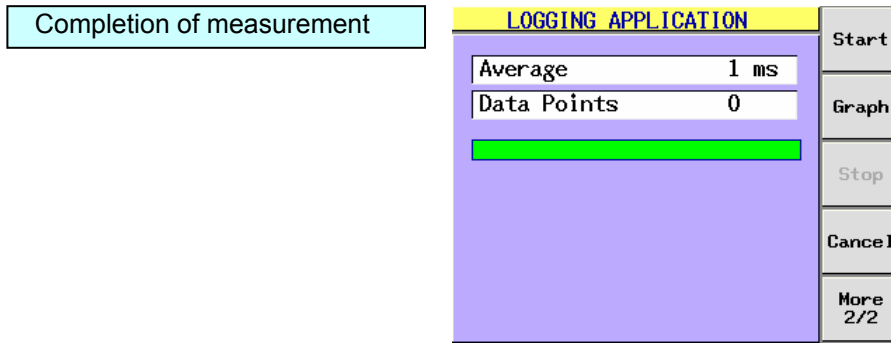 Completion of measurement
LOGGING APPLICATION
Average 1 ms
Data Points 0
Start
Graph
Stop
Cancel
More
2/2